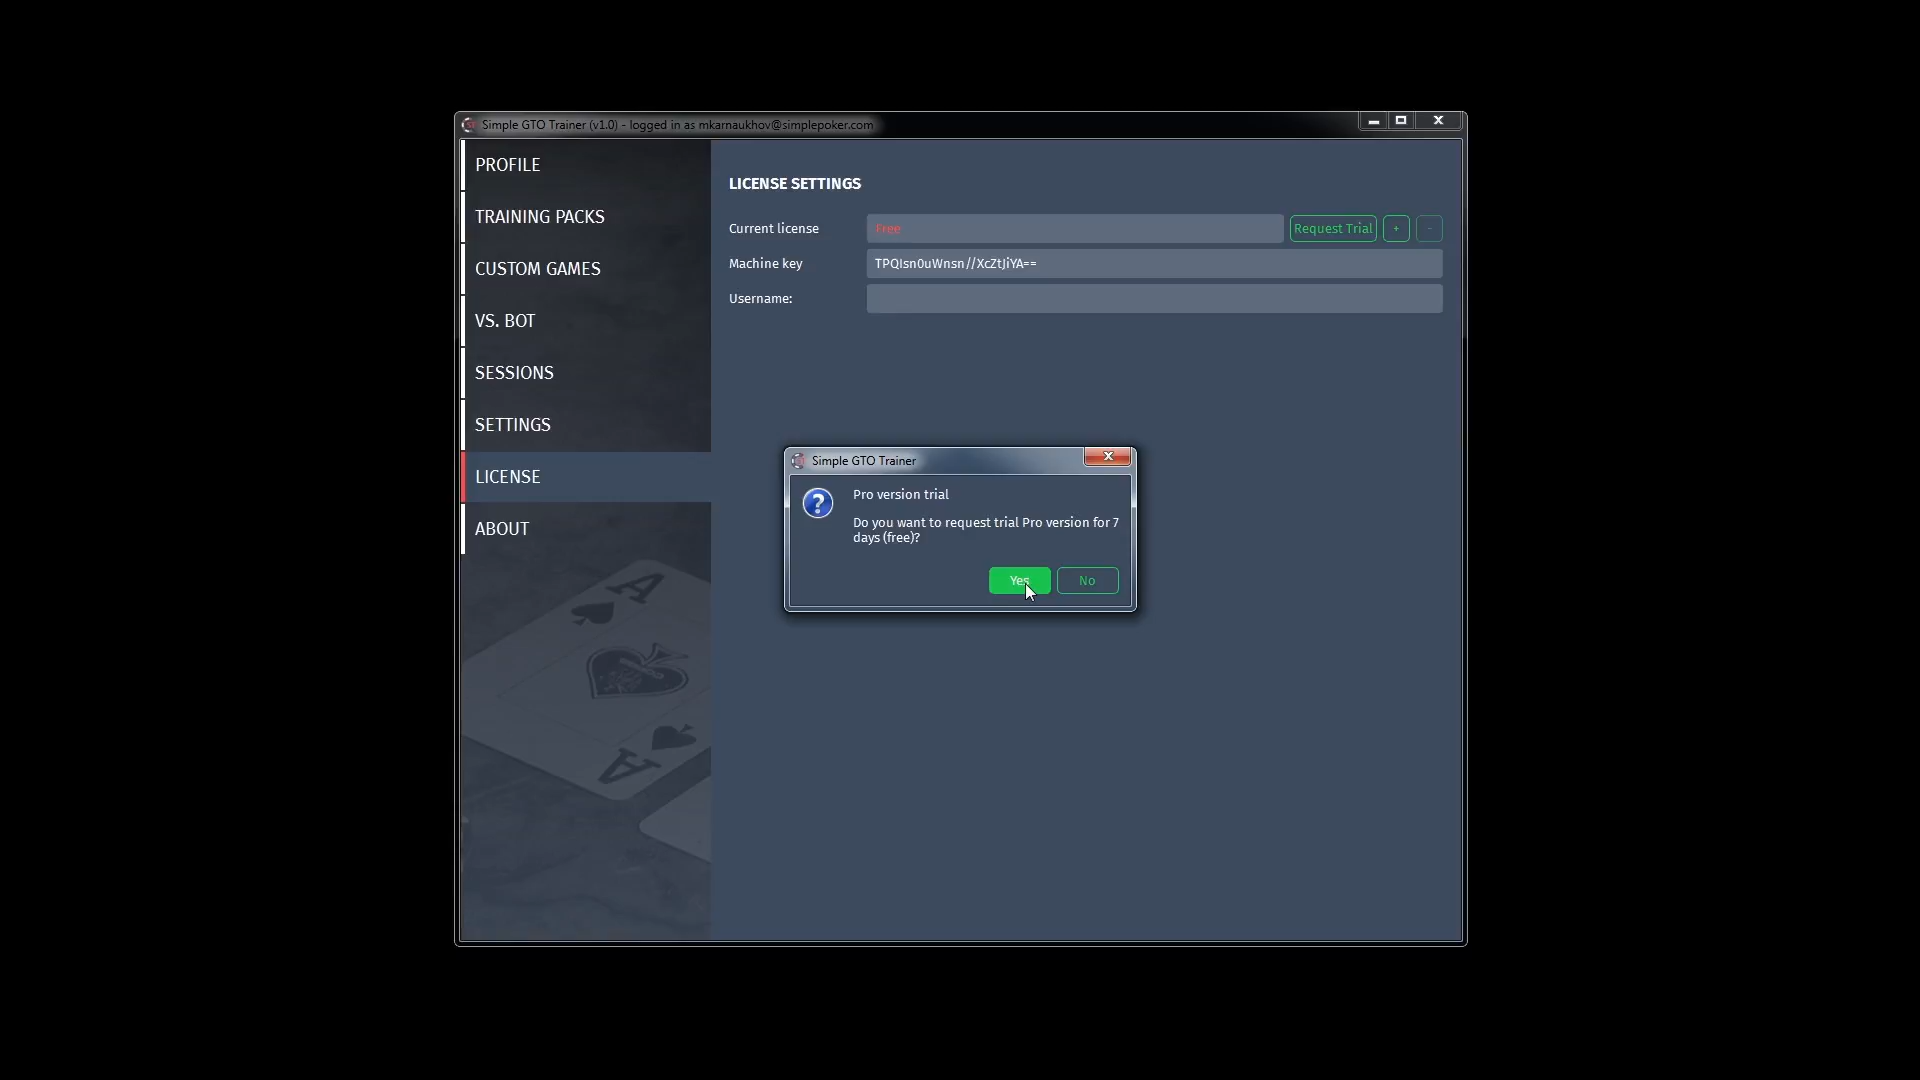 Simple GTO Trainer (v1.0) - logged in as mkarnaukhov@simplepoker.com
PROFILE
TRAINING PACKS
CUSTOM GAMES
VS. BOT
SESSIONS
SETTINGS
LICENSE
ABOUT
LICENSE SETTINGS
Current license
Free
Request Trial
+
-
Machine key
TPQIsn0uWnsn//XcZtJiYA==
Username:
Simple GTO Trainer
Pro version trial
Do you want to request trial Pro version for 7
days (free)?
Yes
No
A
A